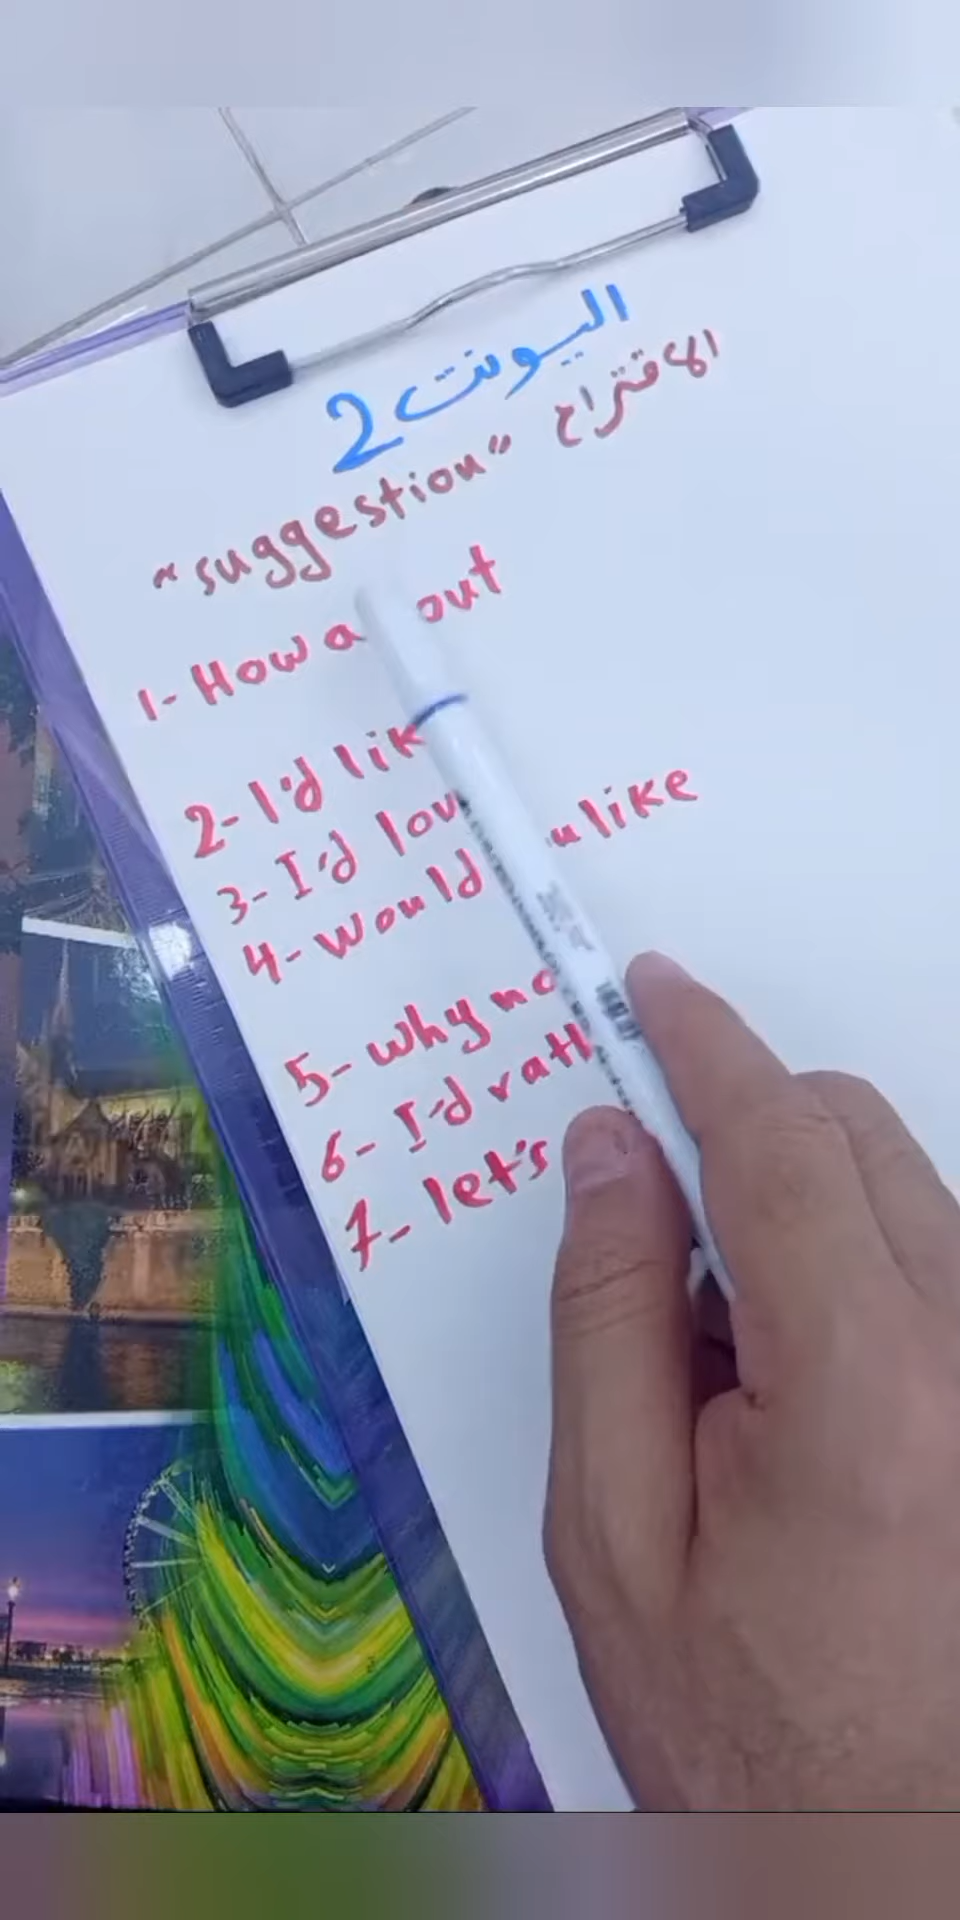 اليونت 2
"suggestion" الاقتراح
1- How about
2- I'd lik
3- I'd lov
4- Would u like
5- why no
6- I'd rath
7- let's